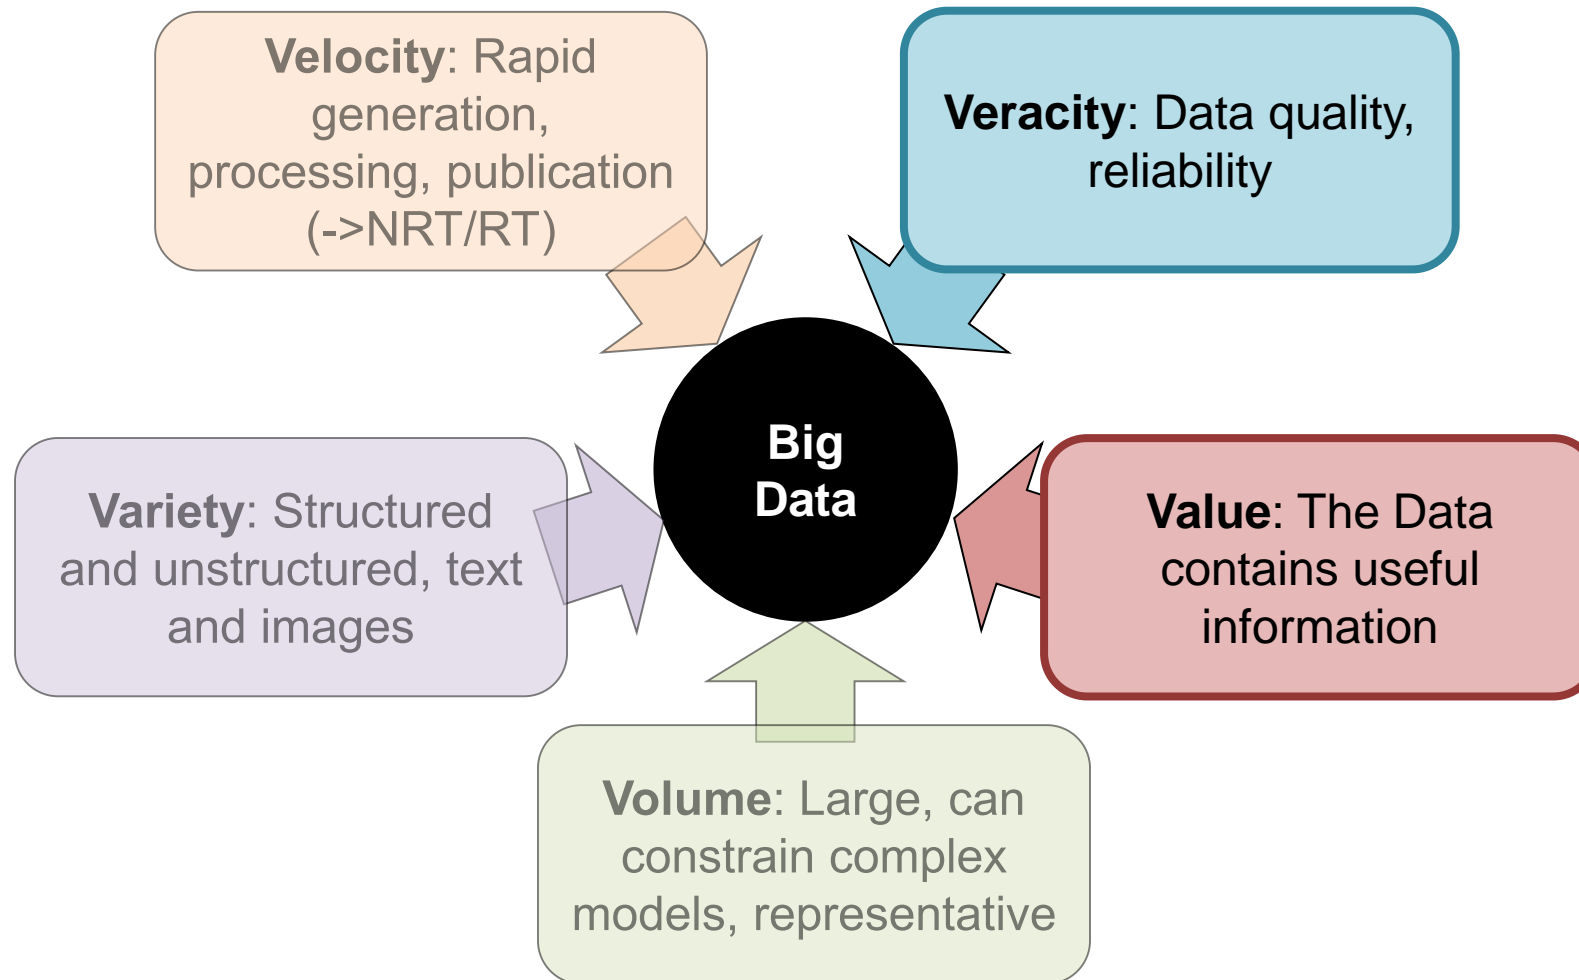 Velocity: Rapid
generation,
processing, publication
(->NRT/RT)
Veracity: Data quality,
reliability
Big
Data
Variety: Structured
and unstructured, text
and images
Value: The Data
contains useful
information
Volume: Large, can
constrain complex
models, representative